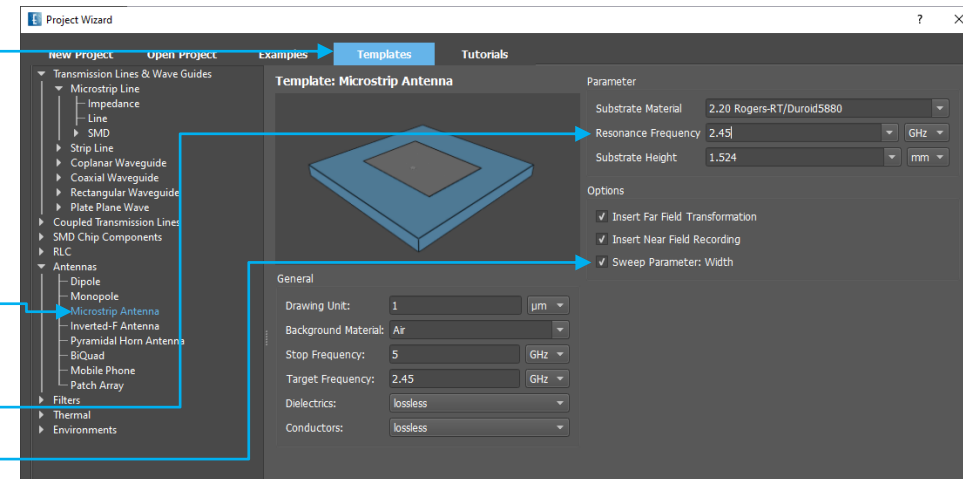 Project Wizard
?
New Project Open Project Examples Templates Tutorials
Transmission Lines & Wave Guides
Microstrip Line
Impedance
Line
SMD
Strip Line
Coplanar Waveguide
Coaxial Waveguide
Rectangular Waveguide
Plate Plane Wave
Coupled Transmission Lines
SMD Chip Components
RLC
Antennas
Dipole
Monopole
Microstrip Antenna
Inverted-F Antenna
Pyramidal Horn Antenna
BiQuad
Mobile Phone
Patch Array
Filters
Thermal
Environments
Template: Microstrip Antenna
General
Drawing Unit: 1 µm
Background Material: Air
Stop Frequency: 5 GHz
Target Frequency: 2.45 GHz
Dielectrics: lossless
Conductors: lossless
Parameter
Substrate Material 2.20 Rogers-RT/Duroid5880
Resonance Frequency 2.45 GHz
Substrate Height 1.524 mm
Options
Insert Far Field Transformation
Insert Near Field Recording
Sweep Parameter: Width